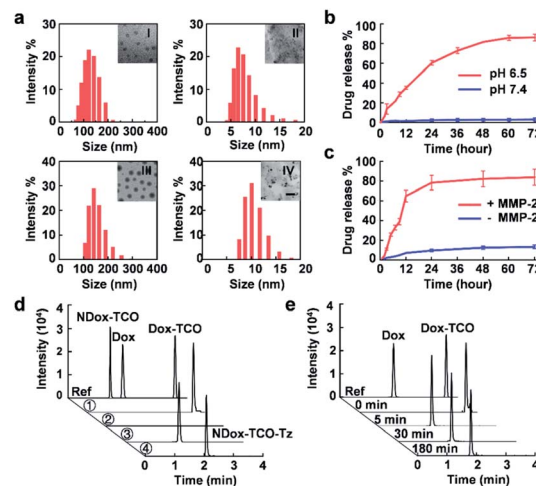 a
30
20
10
0
Intensity %
I
0 100 200 300 400
Size (nm)
25
20
15
10
5
0
Intensity %
II
0 5 10 15 20
Size (nm)
40
30
20
10
0
Intensity %
III
0 100 200 300 400
Size (nm)
40
30
20
10
0
Intensity %
IV
0 5 10 15 20
Size (nm)
b
100
80
60
40
20
0
Drug release %
pH 6.5
pH 7.4
0 12 24 36 48 60 72
Time (hour)
c
100
80
60
40
20
0
Drug release %
+ MMP-2
- MMP-2
0 12 24 36 48 60 72
Time (hour)
d
4
3
2
1
0
Intensity (10⁴)
NDox-TCO
Dox
Dox-TCO
Ref
①
②
③
④
NDox-TCO-Tz
0 1 2 3 4
Time (min)
e
4
3
2
1
0
Intensity (10⁴)
Dox
Dox-TCO
Ref
0 min
5 min
30 min
180 min
0 1 2 3 4
Time (min)